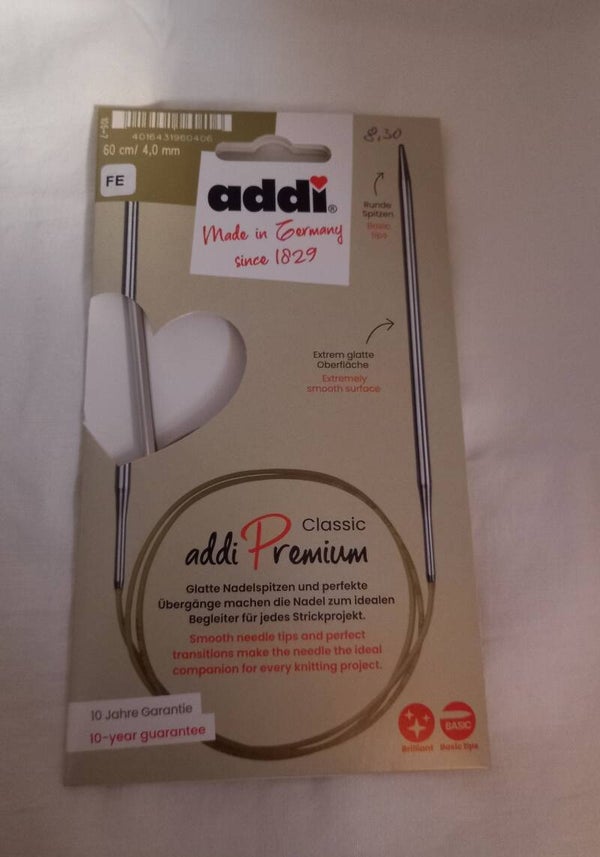 105-7
4016431960406
60 cm/ 4,0 mm
FE
8,30
addi®
Made in Germany
since 1829
Runde
Spitzen
Basic
tips
Extrem glatte
Oberfläche
Extremely
smooth surface
Classic
addi Premium
Glatte Nadelspitzen und perfekte
Übergänge machen die Nadel zum idealen
Begleiter für jedes Strickprojekt.
Smooth needle tips and perfect
transitions make the needle the ideal
companion for every knitting project.
10 Jahre Garantie
10-year guarantee
BASIC
Brilliant
Basic tips